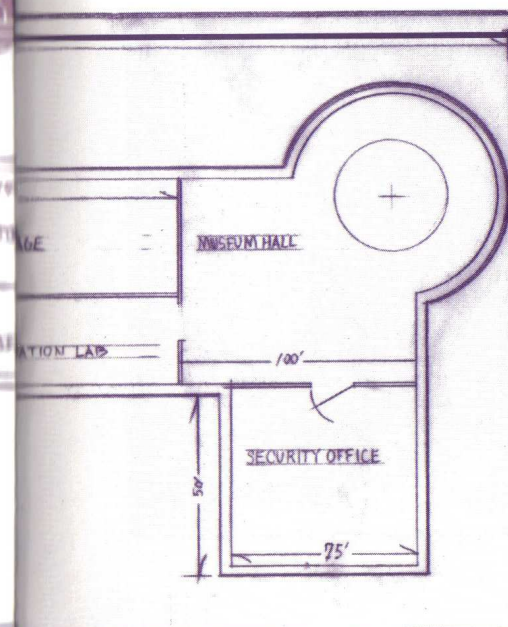 AGE
MUSEUM HALL
ATION LAB
100'
SECURITY OFFICE
50'
75'